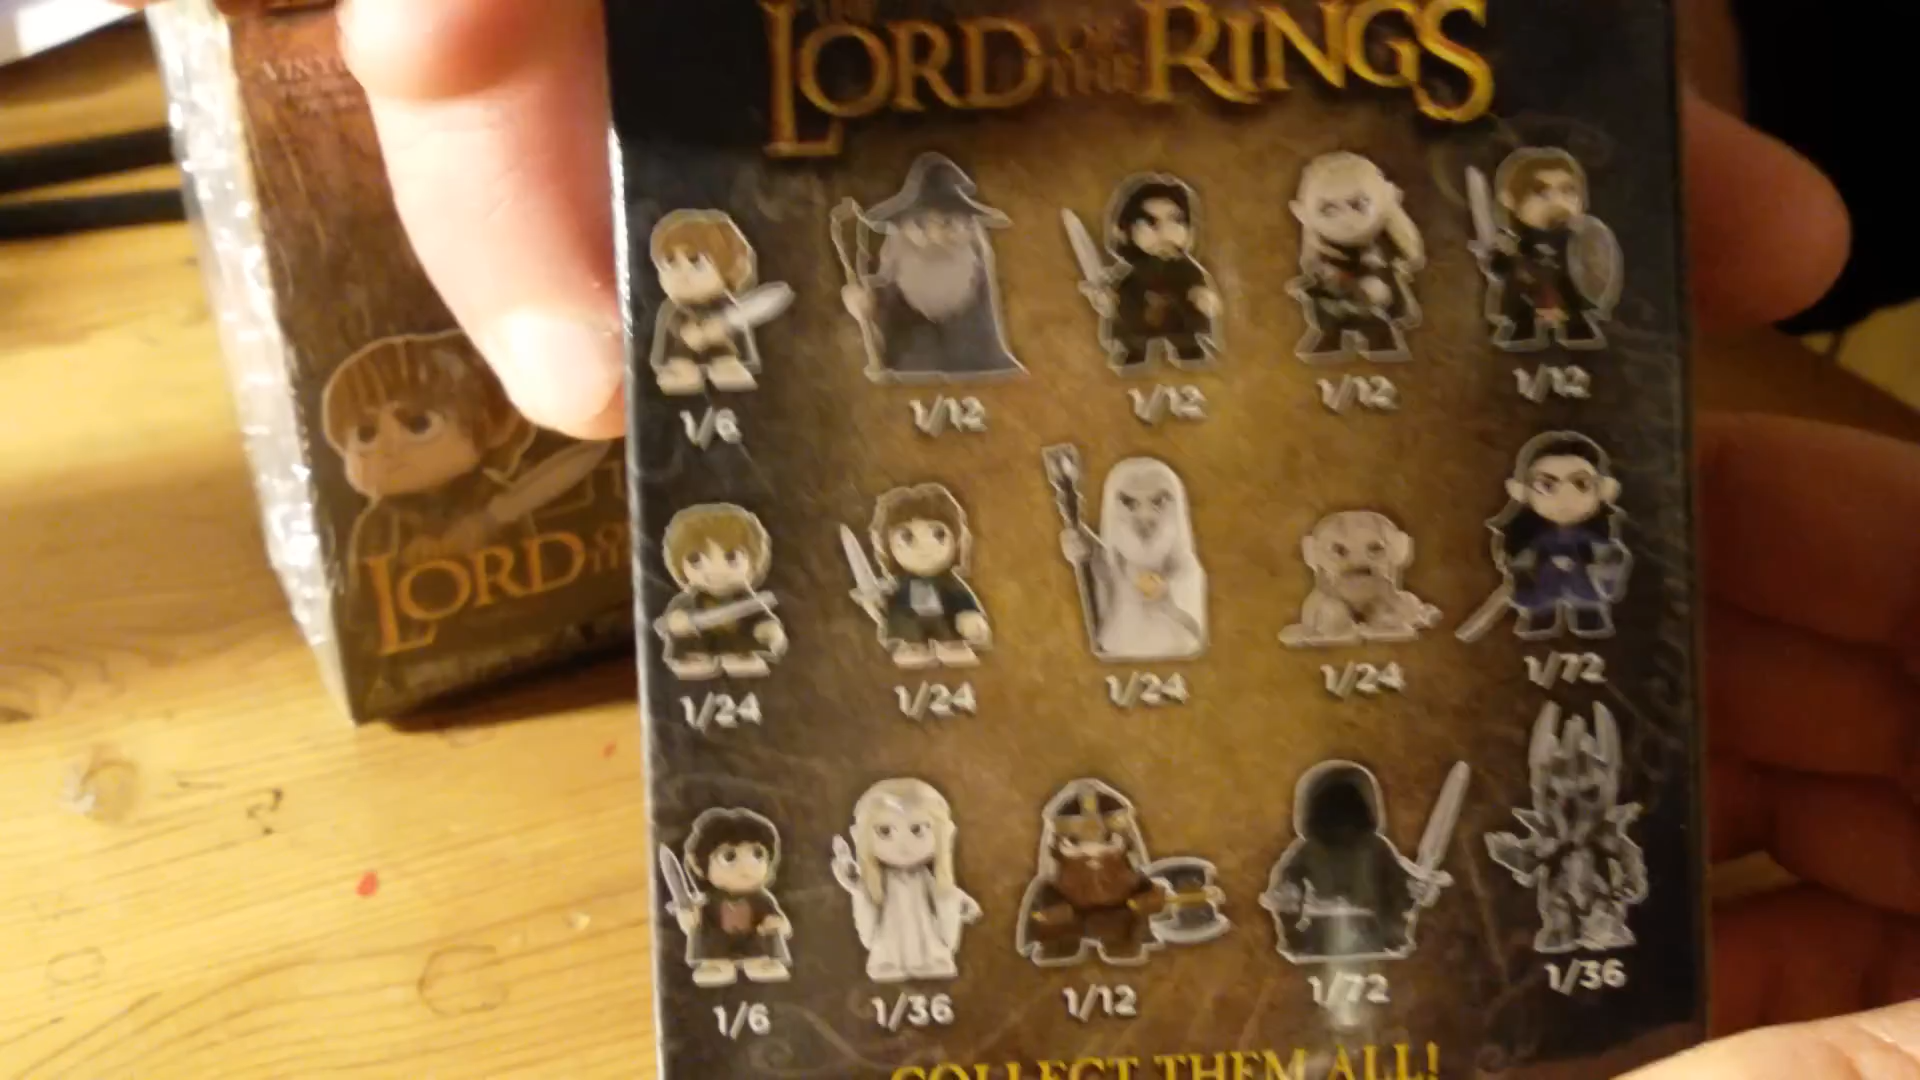 THE LORD OF THE RINGS
1/6 1/12 1/12 1/12 1/12
1/24 1/24 1/24 1/24 1/72
1/6 1/36 1/12 1/72 1/36
COLLECT THEM ALL!
VINY
LORD